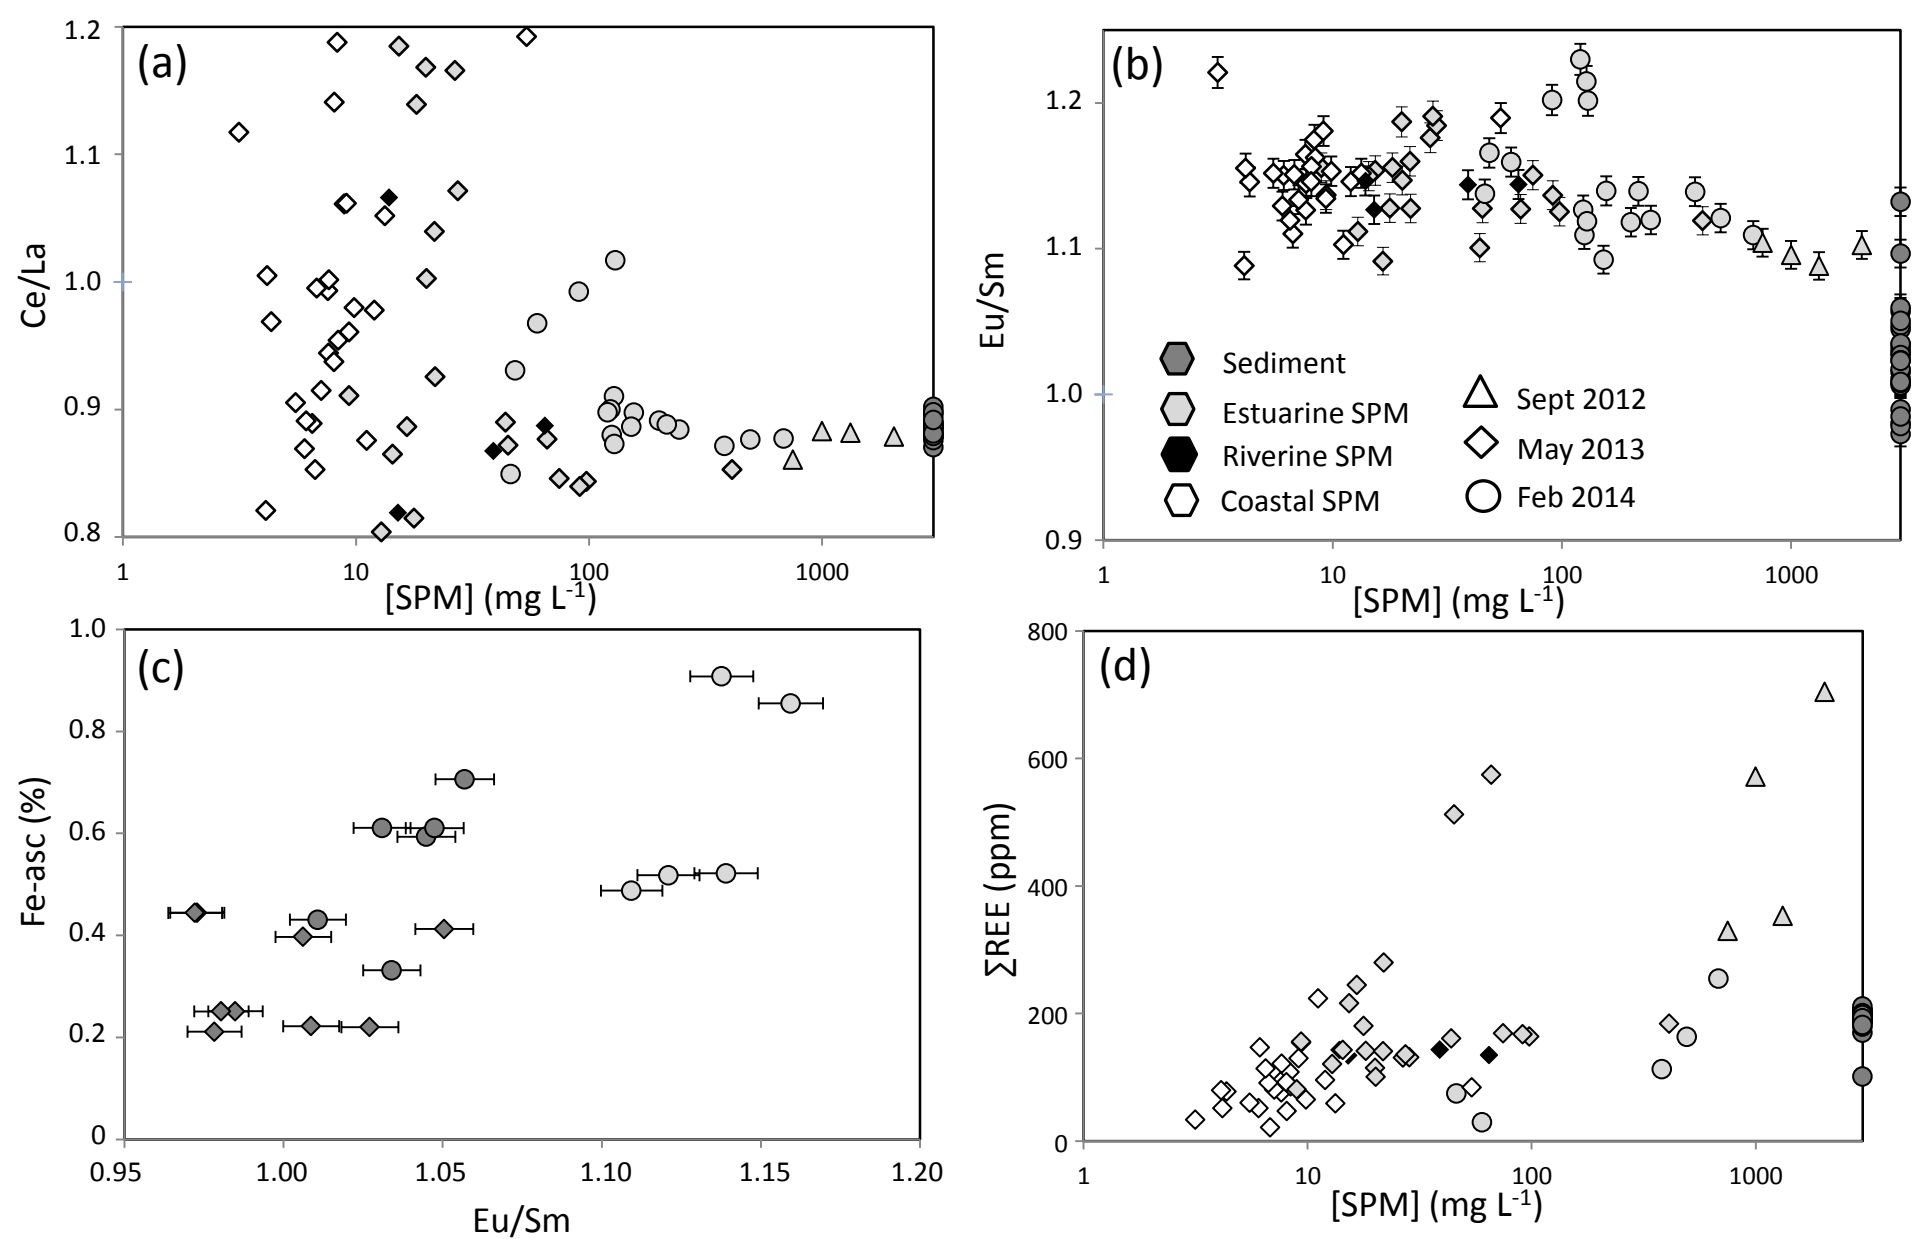 (a)
1.2
1.1
1.0
0.9
0.8
Ce/La
1
10
100
1000
[SPM] (mg L-1)
(b)
1.2
1.1
1.0
0.9
Eu/Sm
Sediment
Estuarine SPM
Riverine SPM
Coastal SPM
Sept 2012
May 2013
Feb 2014
1
10
100
1000
[SPM] (mg L-1)
(c)
1.0
0.8
0.6
0.4
0.2
0
Fe-asc (%)
0.95
1.00
1.05
1.10
1.15
1.20
Eu/Sm
(d)
800
600
400
200
0
∑REE (ppm)
1
10
100
1000
[SPM] (mg L-1)